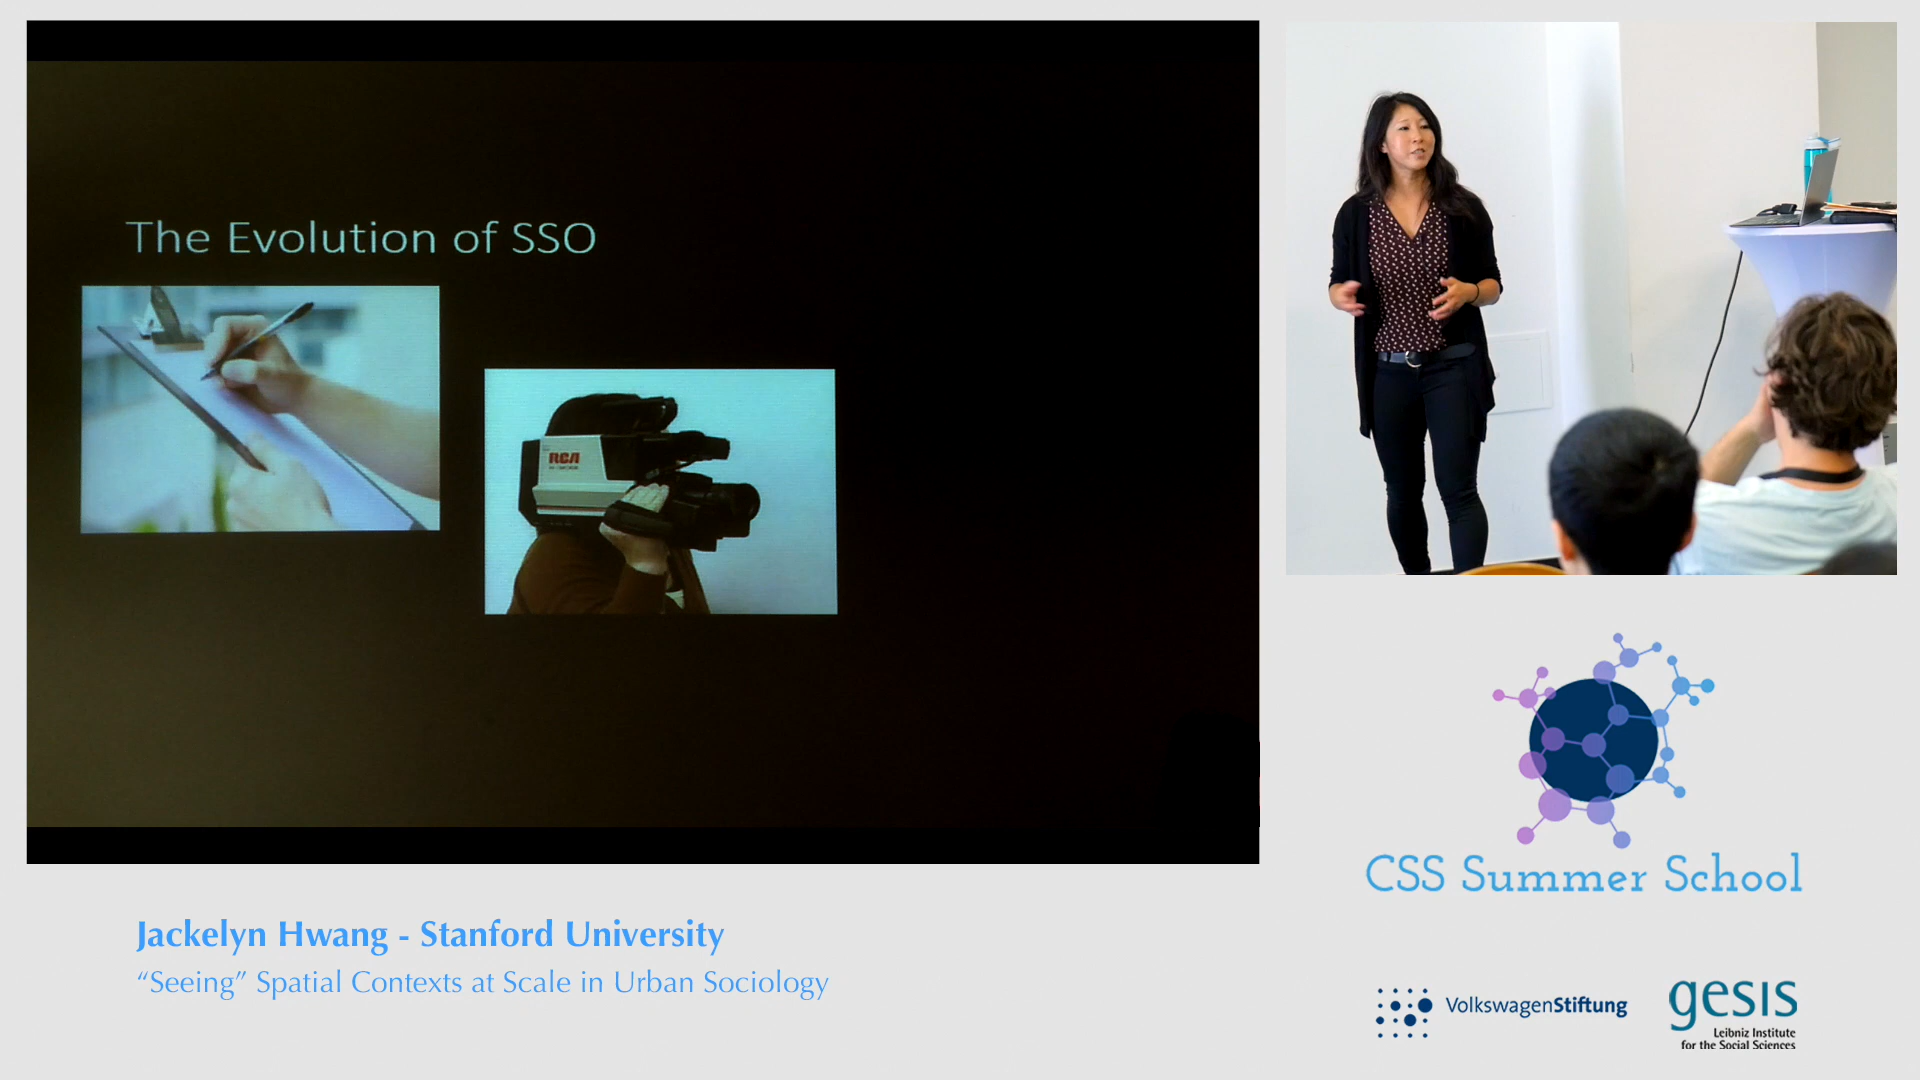 The Evolution of SSO
RCA
Jackelyn Hwang - Stanford University
“Seeing” Spatial Contexts at Scale in Urban Sociology
CSS Summer School
VolkswagenStiftung
gesis
Leibniz Institute
for the Social Sciences